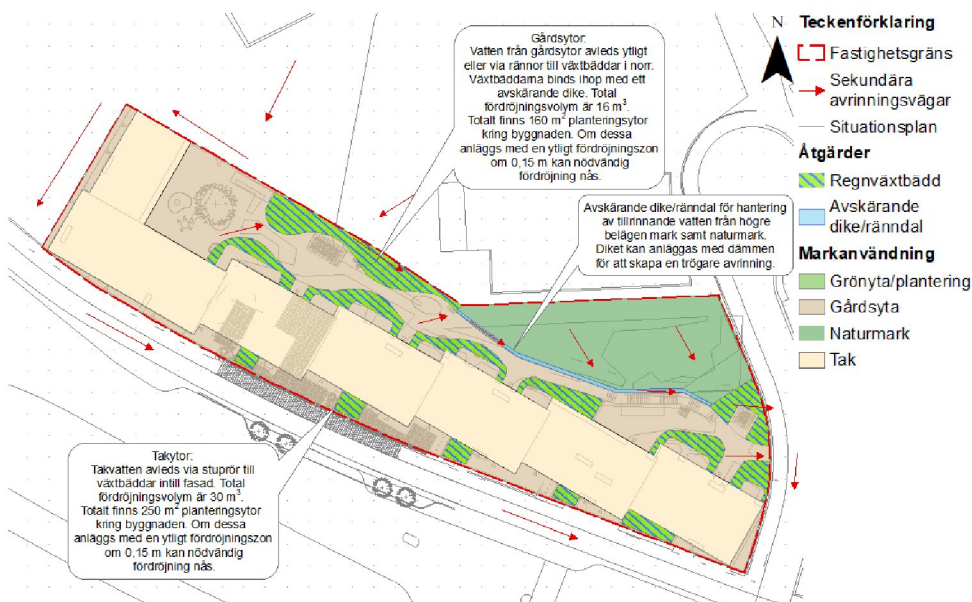 Gårdsytor:
Vatten från gårdsytor avleds ytligt
eller via rännor till växtbäddar i norr.
Växtbäddarna binds ihop med ett
avskärande dike. Total
fördröjningsvolym är 16 m³.
Totalt finns 160 m² planteringsytor
kring byggnaden. Om dessa
anläggs med en ytligt fördröjningszon
om 0,15 m kan nödvändig
fördröjning nås.
Avskärande dike/ränndal för hantering
av tillrinnande vatten från högre
belägen mark samt naturmark.
Diket kan anläggas med dämmen
för att skapa en trögare avrinning.
Takytor:
Takvatten avleds via stuprör till
växtbäddar intill fasad. Total
fördröjningsvolym är 30 m³.
Totalt finns 250 m² planteringsytor
kring byggnaden. Om dessa
anläggs med en ytligt fördröjningszon
om 0,15 m kan nödvändig
fördröjning nås.
N
Teckenförklaring
Fastighetsgräns
Sekundära
avrinningsvägar
Situationsplan
Åtgärder
Regnväxtbädd
Avskärande
dike/ränndal
Markanvändning
Grönyta/plantering
Gårdsyta
Naturmark
Tak